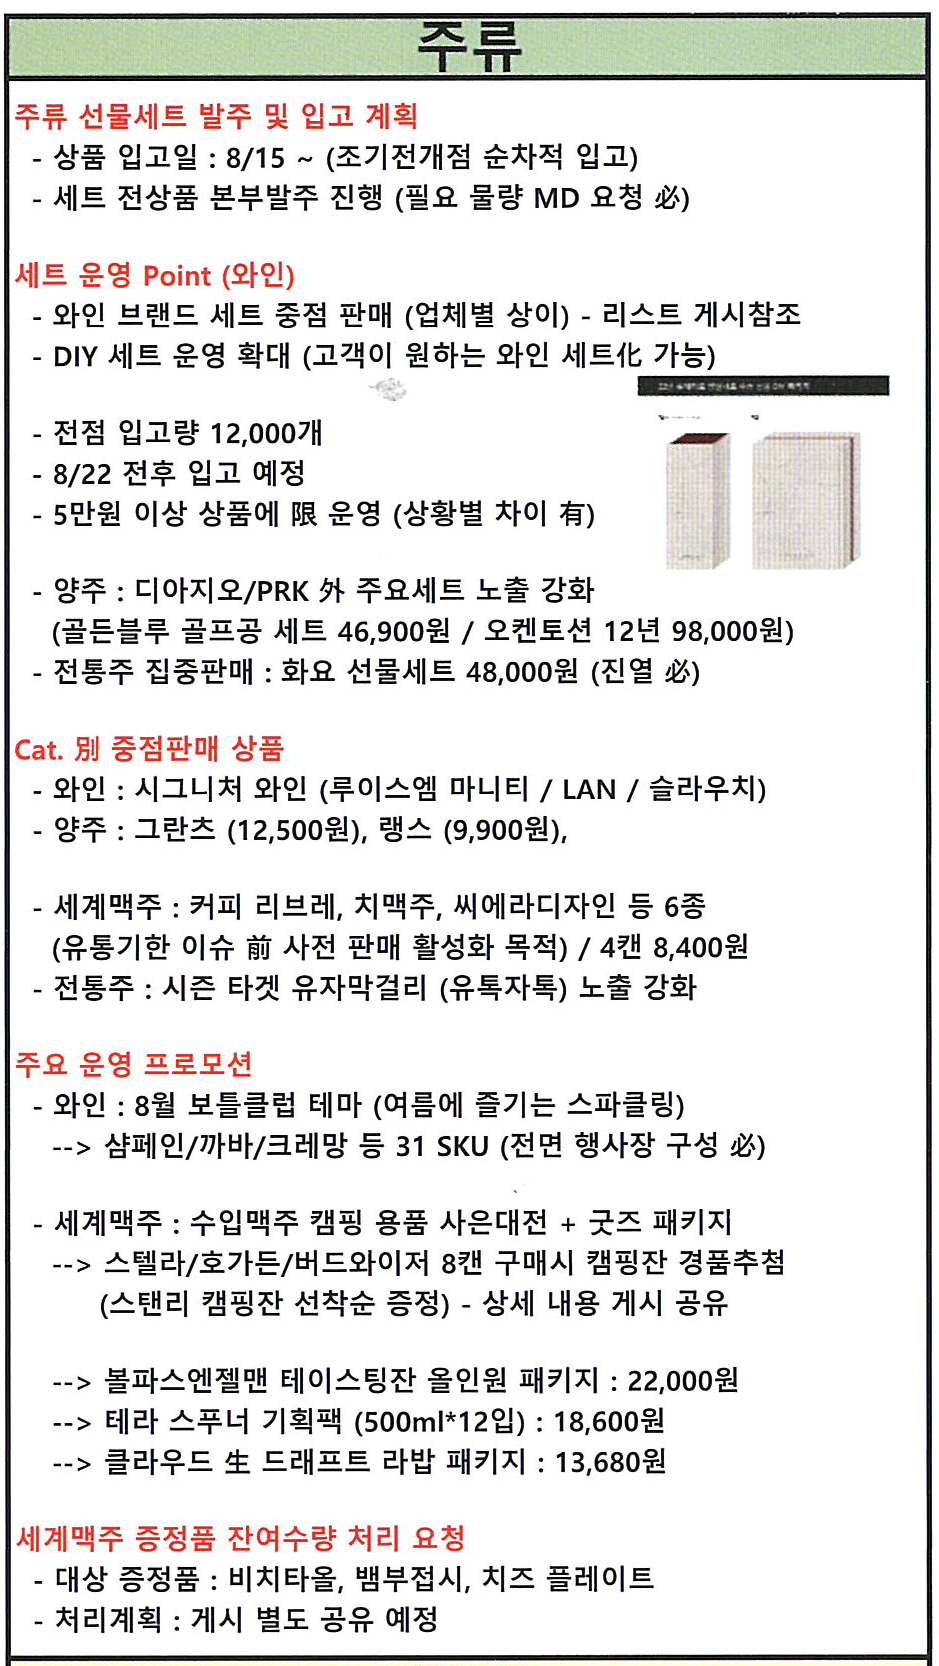 주류
주류 선물세트 발주 및 입고 계획
- 상품 입고일 : 8/15 ~ (조기전개점 순차적 입고)
- 세트 전상품 본부발주 진행 (필요 물량 MD 요청 必)
세트 운영 Point (와인)
- 와인 브랜드 세트 중점 판매 (업체별 상이) - 리스트 게시참조
- DIY 세트 운영 확대 (고객이 원하는 와인 세트化 가능)
- 전점 입고량 12,000개
- 8/22 전후 입고 예정
- 5만원 이상 상품에 限 운영 (상황별 차이 有)
- 양주 : 디아지오/PRK 外 주요세트 노출 강화
(골든블루 골프공 세트 46,900원 / 오켄토션 12년 98,000원)
- 전통주 집중판매 : 화요 선물세트 48,000원 (진열 必)
Cat. 別 중점판매 상품
- 와인 : 시그니처 와인 (루이스엠 마니티 / LAN / 슬라우치)
- 양주 : 그란츠 (12,500원), 랭스 (9,900원),
- 세계맥주 : 커피 리브레, 치맥주, 씨에라디자인 등 6종
(유통기한 이슈 前 사전 판매 활성화 목적) / 4캔 8,400원
- 전통주 : 시즌 타겟 유자막걸리 (유톡자톡) 노출 강화
주요 운영 프로모션
- 와인 : 8월 보틀클럽 테마 (여름에 즐기는 스파클링)
--> 샴페인/까바/크레망 등 31 SKU (전면 행사장 구성 必)
- 세계맥주 : 수입맥주 캠핑 용품 사은대전 + 굿즈 패키지
--> 스텔라/호가든/버드와이저 8캔 구매시 캠핑잔 경품추첨
(스탠리 캠핑잔 선착순 증정) - 상세 내용 게시 공유
--> 볼파스엔젤맨 테이스팅잔 올인원 패키지 : 22,000원
--> 테라 스푸너 기획팩 (500ml*12입) : 18,600원
--> 클라우드 生 드래프트 라밥 패키지 : 13,680원
세계맥주 증정품 잔여수량 처리 요청
- 대상 증정품 : 비치타올, 뱀부접시, 치즈 플레이트
- 처리계획 : 게시 별도 공유 예정